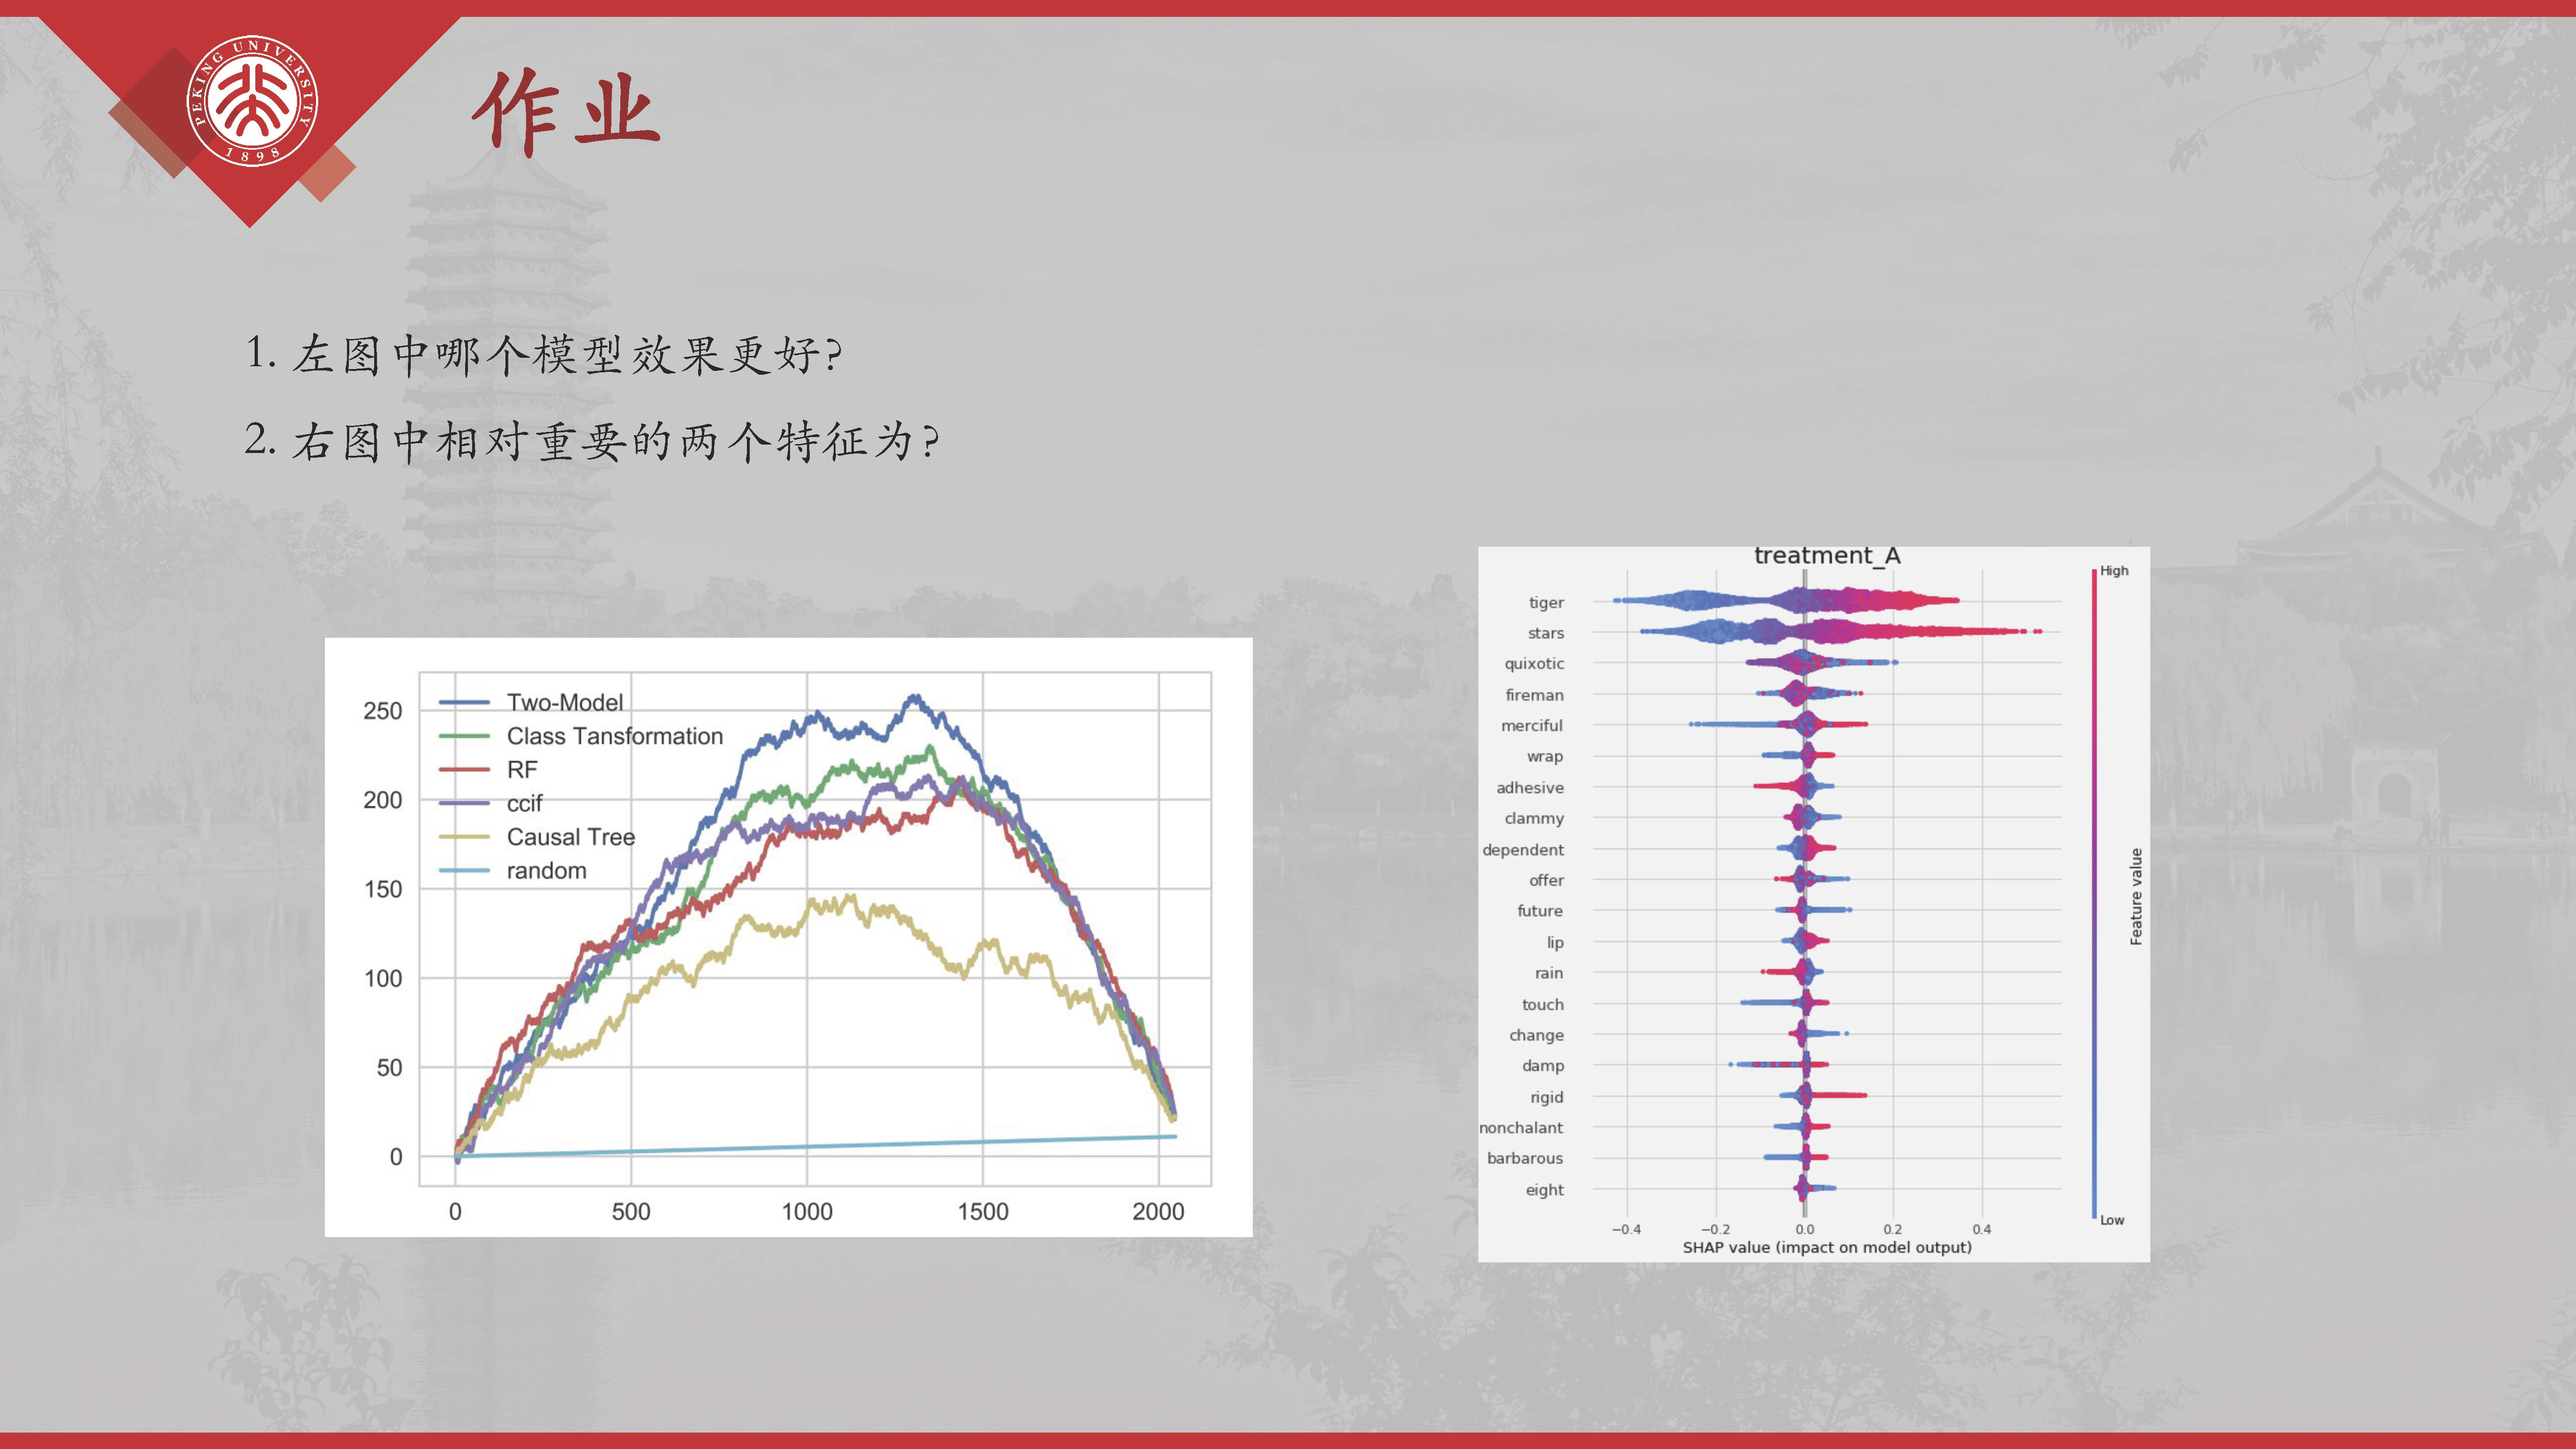 PEKING UNIVERSITY
1898
作业
1. 左图中哪个模型效果更好?
2. 右图中相对重要的两个特征为?
250
200
150
100
50
0
Two-Model
Class Tansformation
RF
ccif
Causal Tree
random
0 500 1000 1500 2000
treatment_A
tiger
stars
quixotic
fireman
merciful
wrap
adhesive
clammy
dependent
offer
future
lip
rain
touch
change
damp
rigid
nonchalant
barbarous
eight
−0.4 −0.2 0.0 0.2 0.4
SHAP value (impact on model output)
High
Feature value
Low